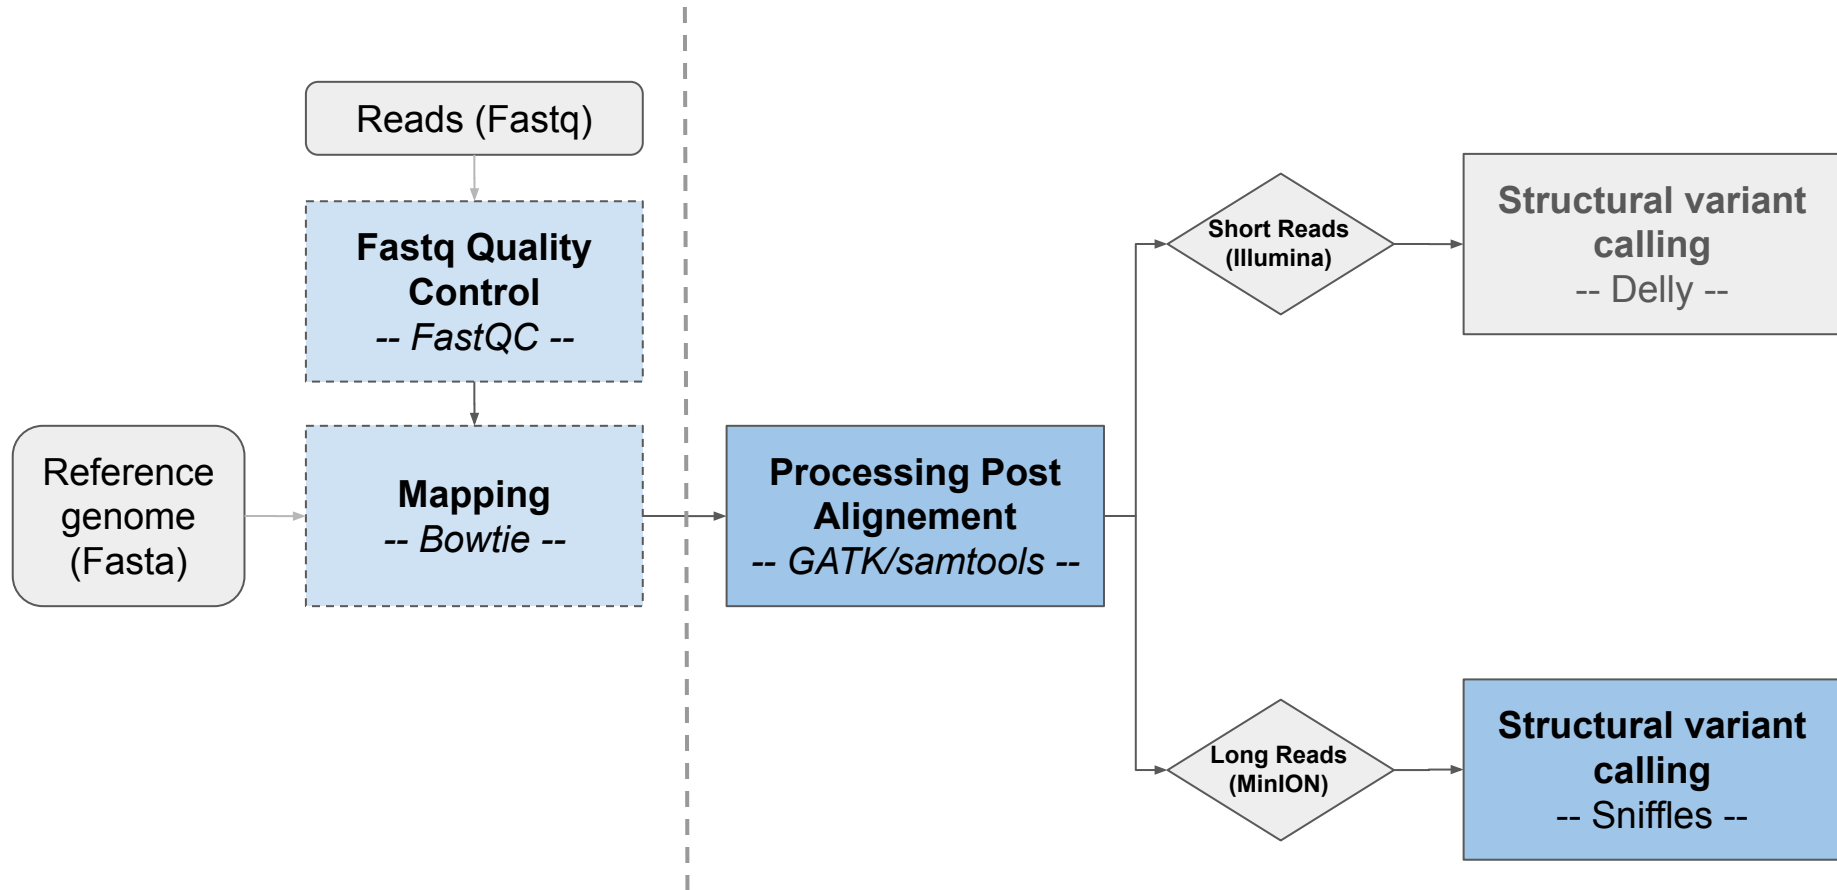 Reads (Fastq)
Fastq Quality
Control
-- FastQC --
Reference
genome
(Fasta)
Mapping
-- Bowtie --
Processing Post
Alignement
-- GATK/samtools --
Short Reads
(Illumina)
Structural variant
calling
-- Delly --
Long Reads
(MinION)
Structural variant
calling
-- Sniffles --